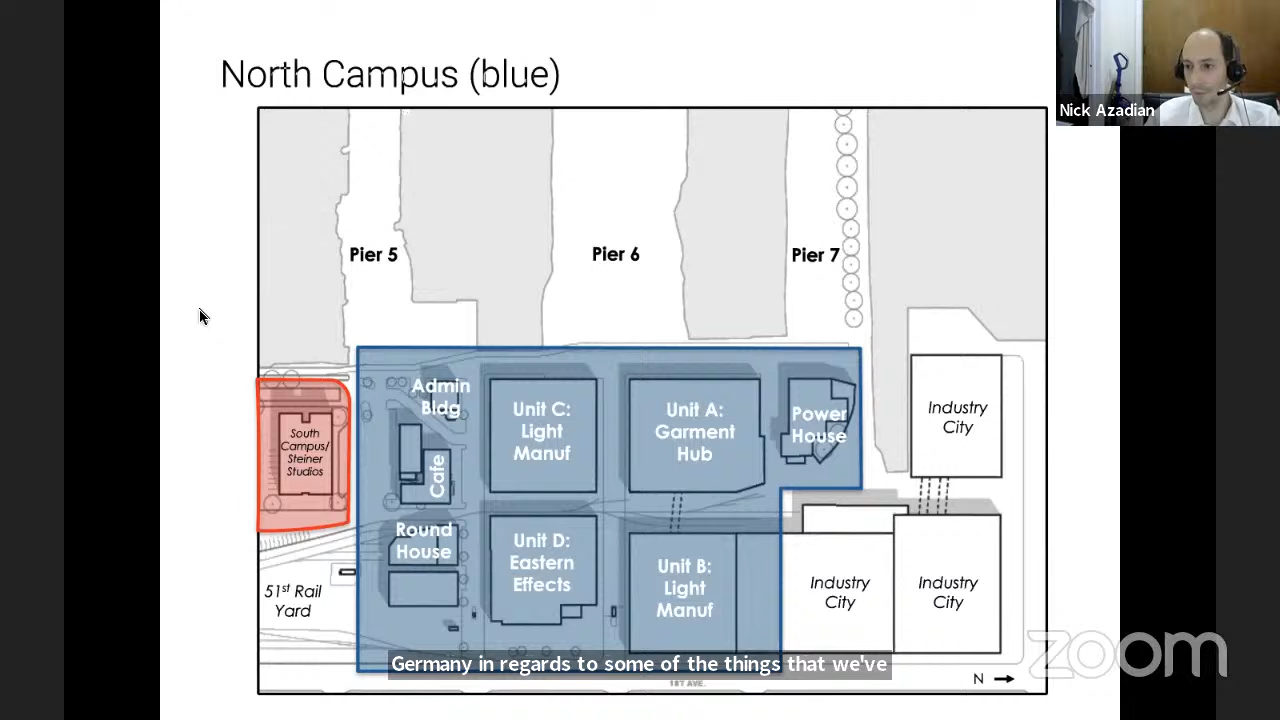 North Campus (blue)
Nick Azadian
Pier 5
Pier 6
Pier 7
Admin
Bldg
Unit C:
Light
Manuf
Unit A:
Garment
Hub
Power
House
Industry
City
South
Campus/
Steiner
Studios
Cafe
Round
House
Unit D:
Eastern
Effects
Unit B:
Light
Manuf
Industry
City
Industry
City
51st Rail
Yard
Germany in regards to some of the things that we've
1ST AVE.
N
zoom